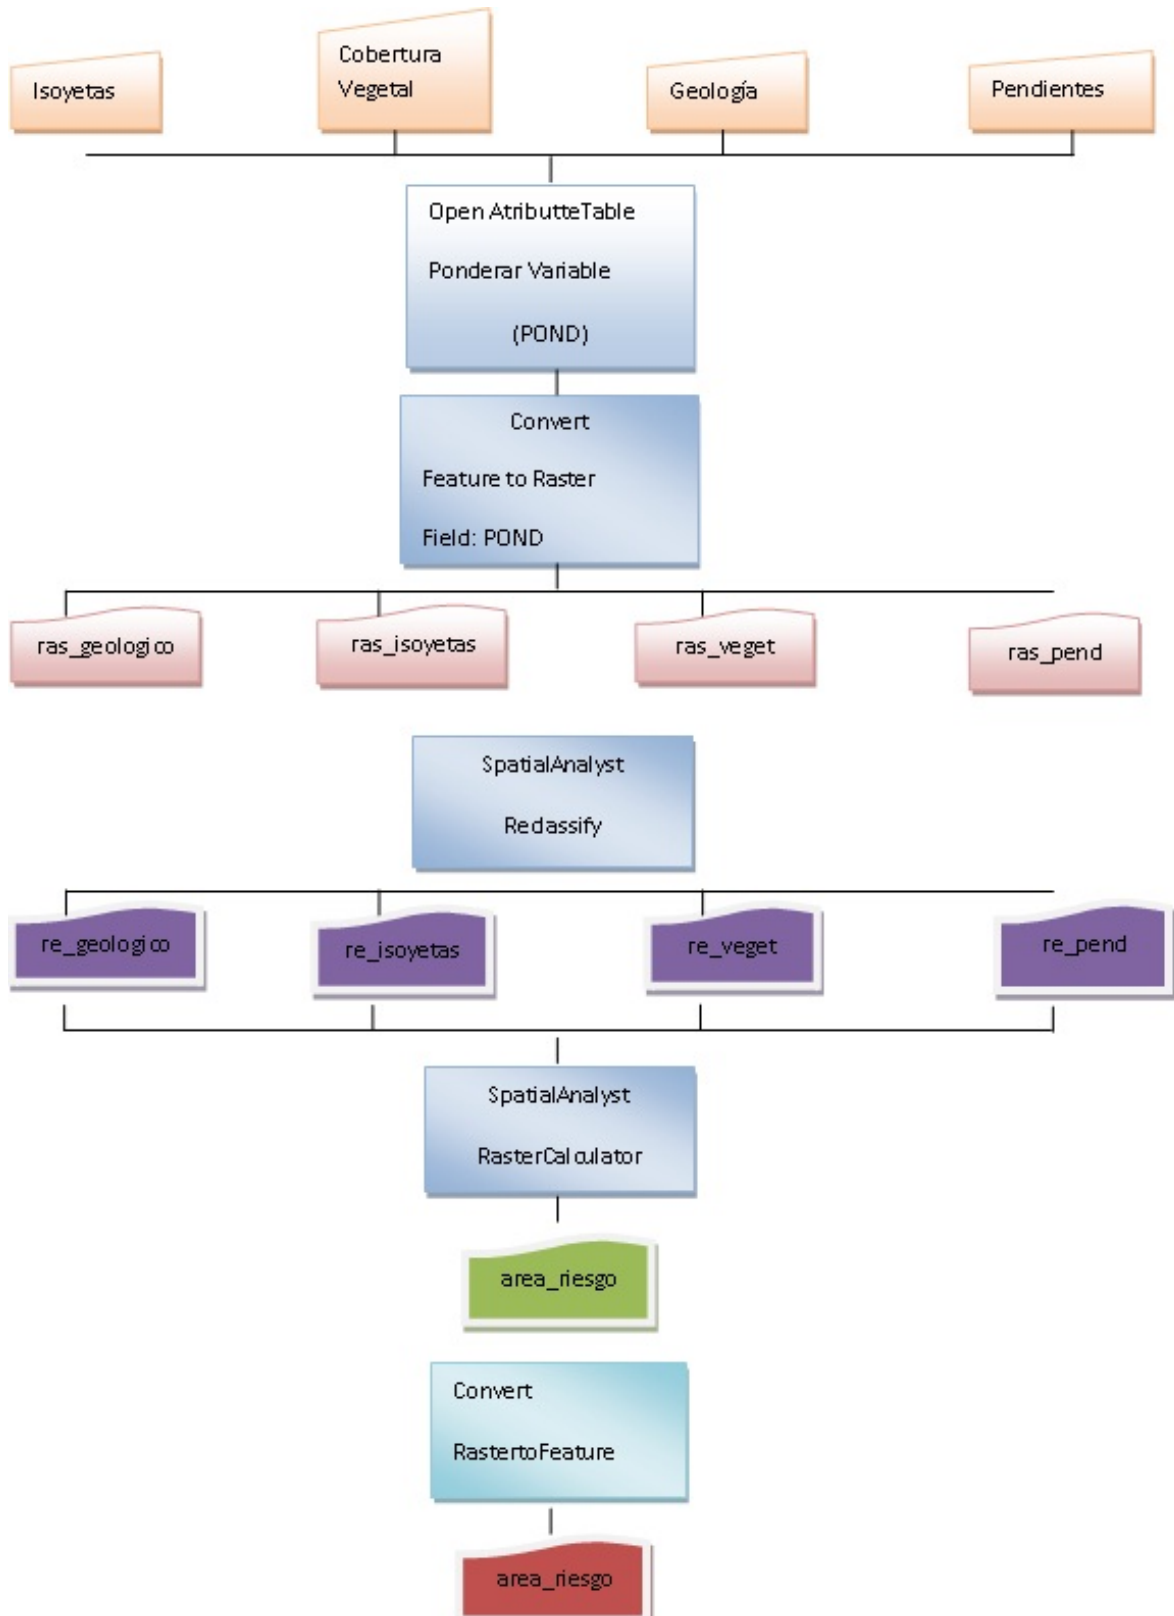 Isoyetas
Cobertura
Vegetal
Geología
Pendientes
Open AtributteTable
Ponderar Variable
(POND)
Convert
Feature to Raster
Field: POND
ras_geologico
ras_isoyetas
ras_veget
ras_pend
SpatialAnalyst
Reclassify
re_geologico
re_isoyetas
re_veget
re_pend
SpatialAnalyst
RasterCalculator
area_riesgo
Convert
RastertoFeature
area_riesgo